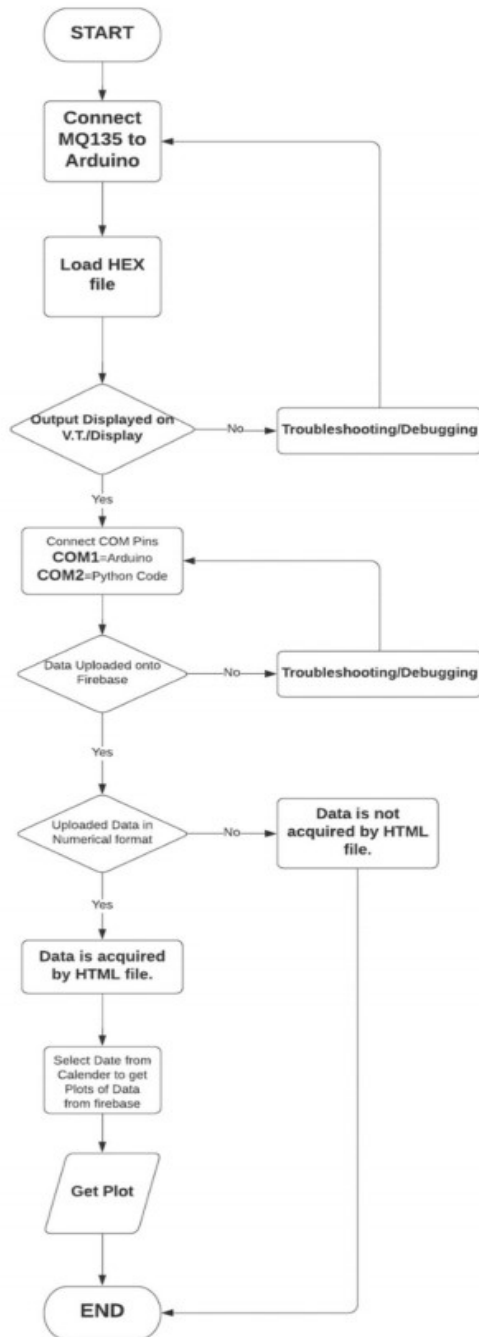 START
Connect
MQ135 to
Arduino
Load HEX
file
Output Displayed on
V.T./Display
No
Troubleshooting/Debugging
Yes
Connect COM Pins
COM1=Arduino
COM2=Python Code
Data Uploaded onto
Firebase
No
Troubleshooting/Debugging
Yes
Uploaded Data in
Numerical format
No
Data is not
acquired by HTML
file.
Yes
Data is acquired
by HTML file.
Select Date from
Calender to get
Plots of Data
from firebase
Get Plot
END